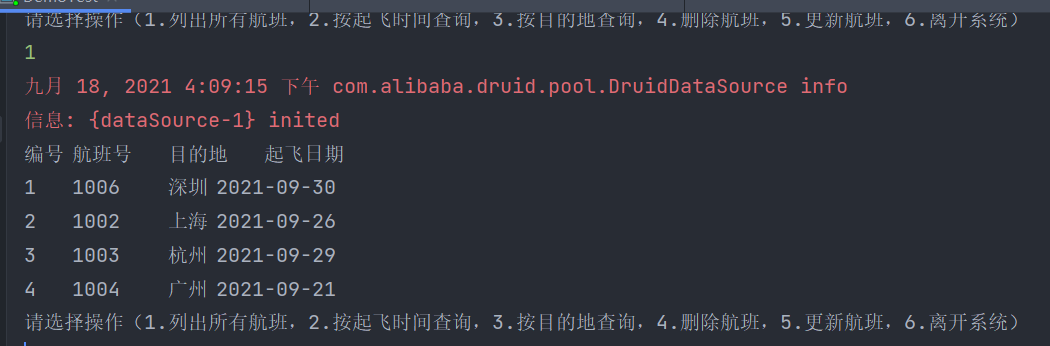 DemoTest
请选择操作（1.列出所有航班，2.按起飞时间查询，3.按目的地查询，4.删除航班，5.更新航班，6.离开系统）
1
九月 18, 2021 4:09:15 下午 com.alibaba.druid.pool.DruidDataSource info
信息: {dataSource-1} inited
编号 航班号 目的地 起飞日期
1 1006 深圳 2021-09-30
2 1002 上海 2021-09-26
3 1003 杭州 2021-09-29
4 1004 广州 2021-09-21
请选择操作（1.列出所有航班，2.按起飞时间查询，3.按目的地查询，4.删除航班，5.更新航班，6.离开系统）